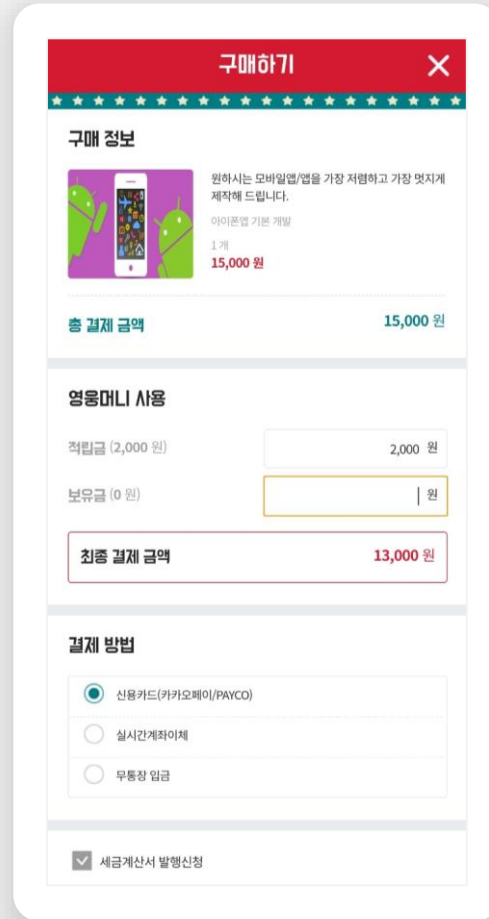 구매하기
구매 정보
원하시는 모바일앱/앱을 가장 저렴하고 가장 멋지게
제작해 드립니다.
아이폰앱 기본 개발
1 개
15,000 원
총 결제 금액 15,000 원
영웅머니 사용
적립금 (2,000 원) 2,000 원
보유금 (0 원) 원
최종 결제 금액 13,000 원
결제 방법
신용카드(카카오페이/PAYCO)
실시간계좌이체
무통장 입금
세금계산서 발행신청